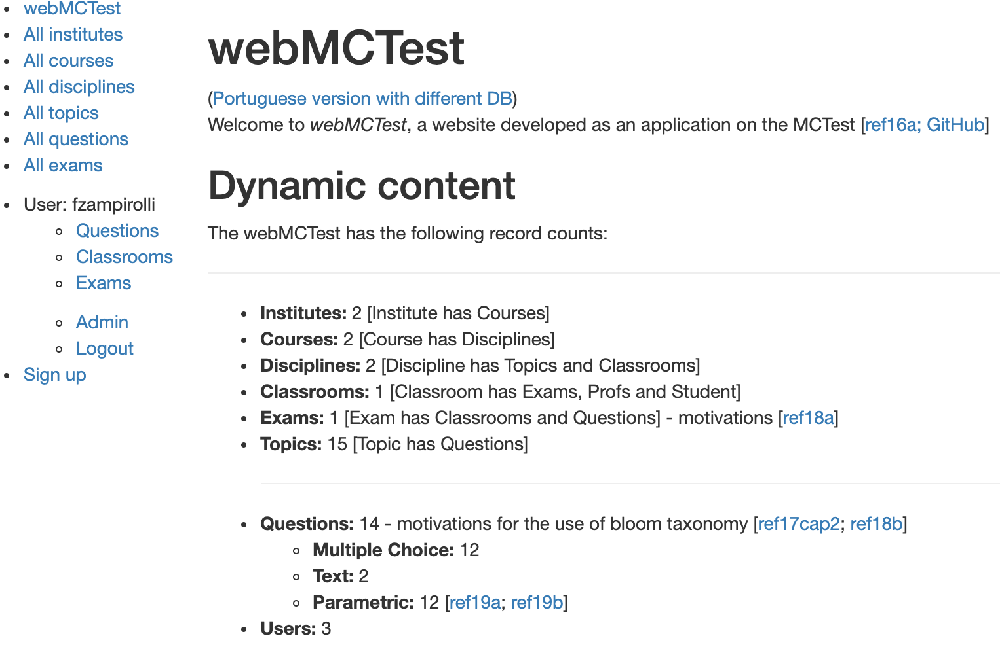 webMCTest
All institutes
All courses
All disciplines
All topics
All questions
All exams
User: fzampirolli
Questions
Classrooms
Exams
Admin
Logout
Sign up
webMCTest
(Portuguese version with different DB)
Welcome to webMCTest, a website developed as an application on the MCTest [ref16a; GitHub]
Dynamic content
The webMCTest has the following record counts:
Institutes: 2 [Institute has Courses]
Courses: 2 [Course has Disciplines]
Disciplines: 2 [Discipline has Topics and Classrooms]
Classrooms: 1 [Classroom has Exams, Profs and Student]
Exams: 1 [Exam has Classrooms and Questions] - motivations [ref18a]
Topics: 15 [Topic has Questions]
Questions: 14 - motivations for the use of bloom taxonomy [ref17cap2; ref18b]
Multiple Choice: 12
Text: 2
Parametric: 12 [ref19a; ref19b]
Users: 3